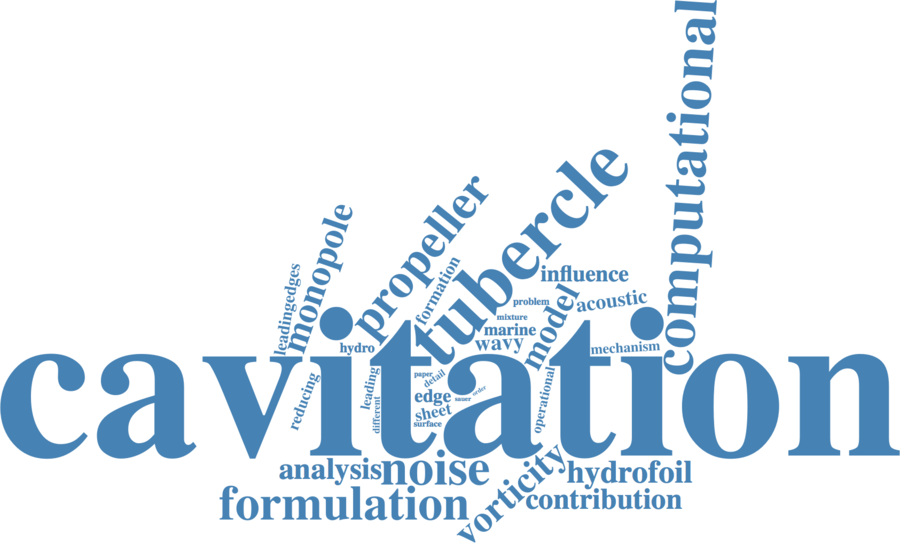 computational
tubercle
propeller
monopole
leadingedges
formation
influence
problem
model
acoustic
mixture
marine
wavy
hydro
mechanism
cavitation
reducing
leading
different
paper
detail
edge
sauer
order
sheet
surface
operational
analysis
noise
vorticity
hydrofoil
formulation
contribution